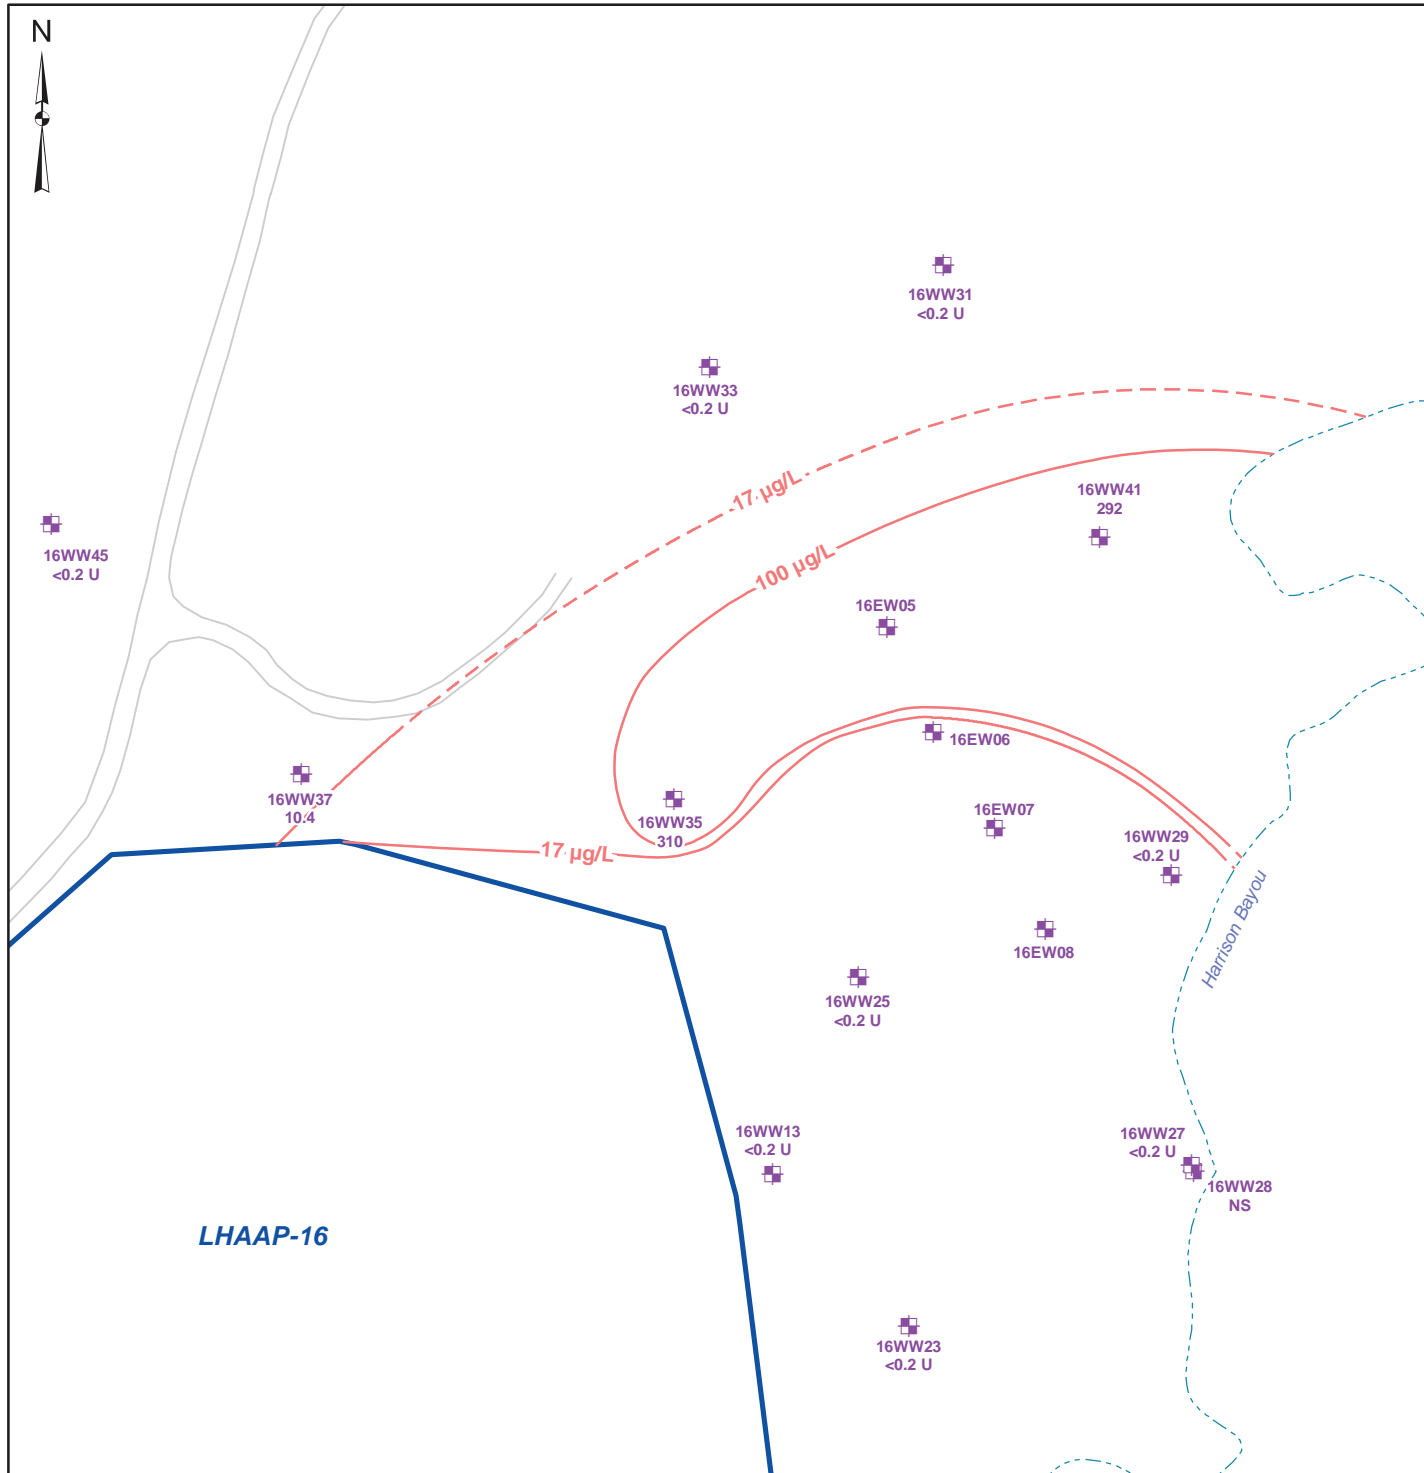 N
16WW31
<0.2 U
16WW33
<0.2 U
17 µg/L
16WW41
292
16WW45
<0.2 U
100 µg/L
16EW05
16EW06
16WW37
10.4
16WW35
310
16EW07
16WW29
<0.2 U
17 µg/L
Harrison Bayou
16EW08
16WW25
<0.2 U
16WW13
<0.2 U
16WW27
<0.2 U
16WW28
NS
LHAAP-16
16WW23
<0.2 U